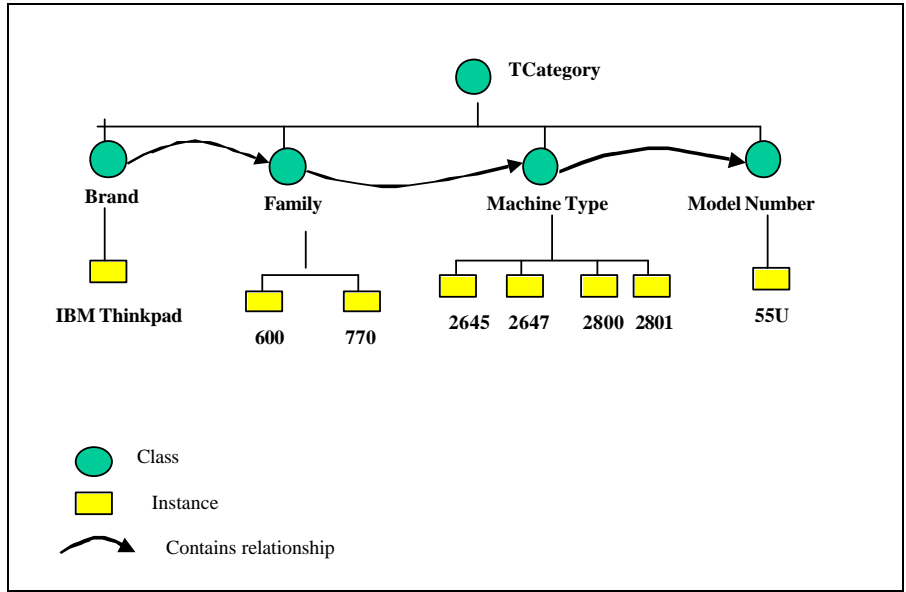 TCategory
Brand
Family
Machine Type
Model Number
IBM Thinkpad
600
770
2645
2647
2800
2801
55U
Class
Instance
Contains relationship